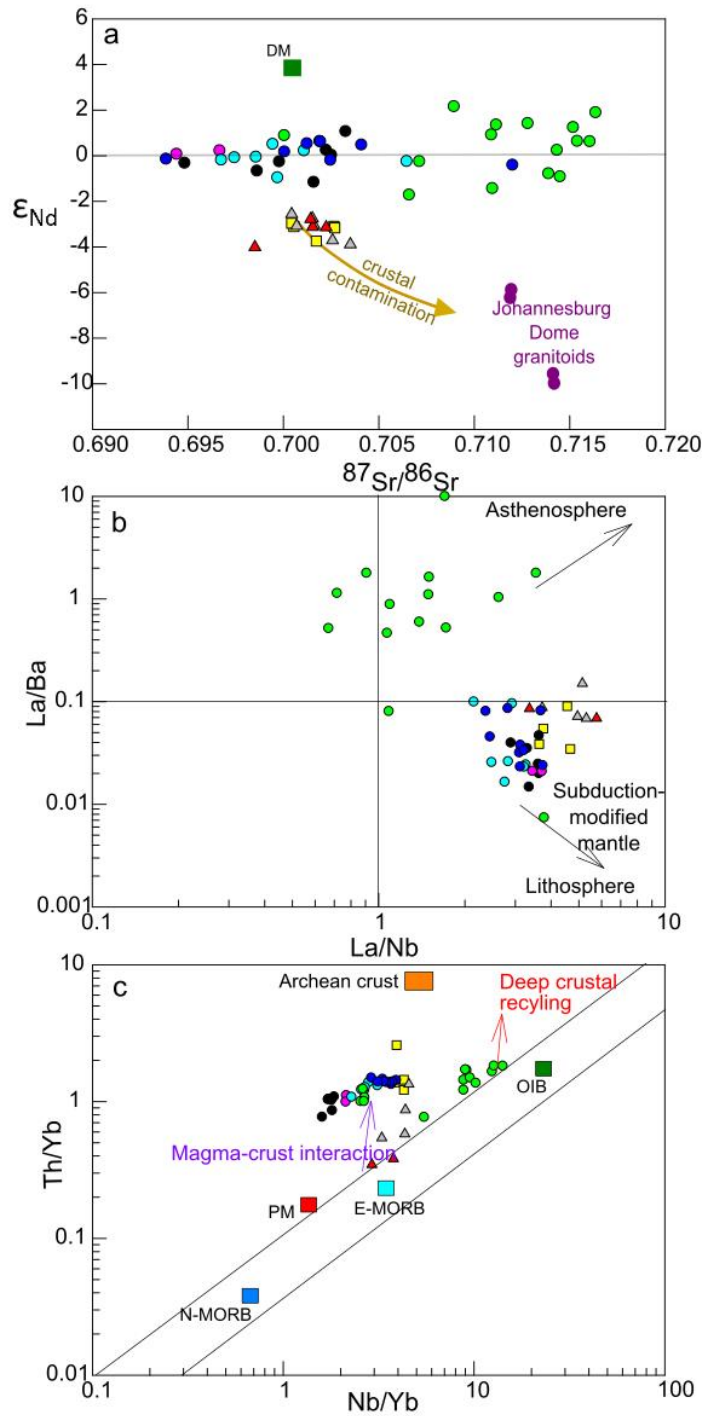 a
6
4
2
0
-2
-4
-6
-8
-10
εNd
DM
crustal
contamination
Johannesburg
Dome
granitoids
0.690
0.695
0.700
0.705
0.710
0.715
0.720
87Sr/86Sr
b
10
1
0.1
0.01
0.001
La/Ba
Asthenosphere
Subduction-
modified
mantle
Lithosphere
0.1
1
10
La/Nb
c
10
1
0.1
0.01
Th/Yb
Archean crust
Deep crustal
recyling
OIB
Magma-crust interaction
PM
E-MORB
N-MORB
0.1
1
10
100
Nb/Yb